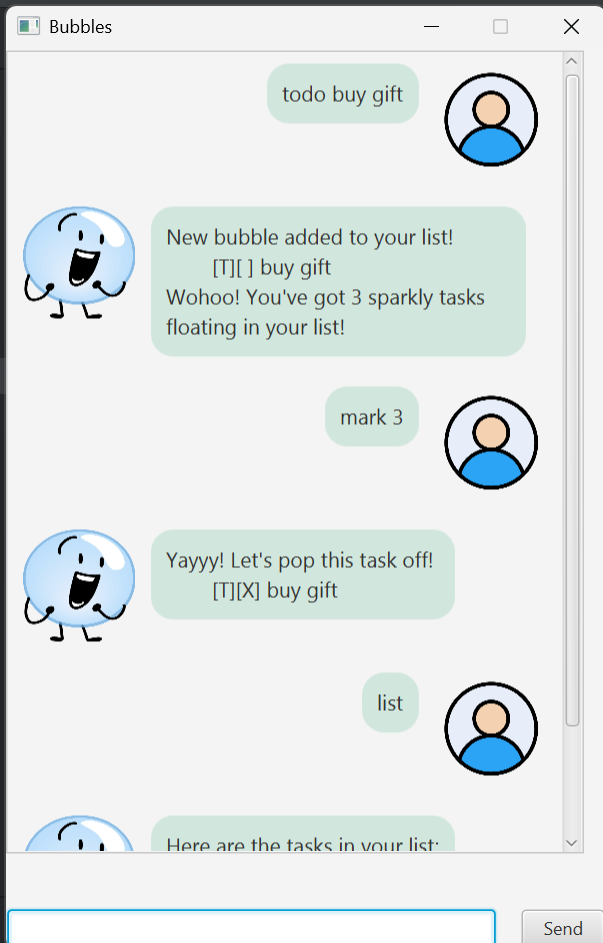 Bubbles
todo buy gift
New bubble added to your list!
[T][ ] buy gift
Wohoo! You've got 3 sparkly tasks
floating in your list!
mark 3
Yayyy! Let's pop this task off!
[T][X] buy gift
list
Here are the tasks in your list:
Send